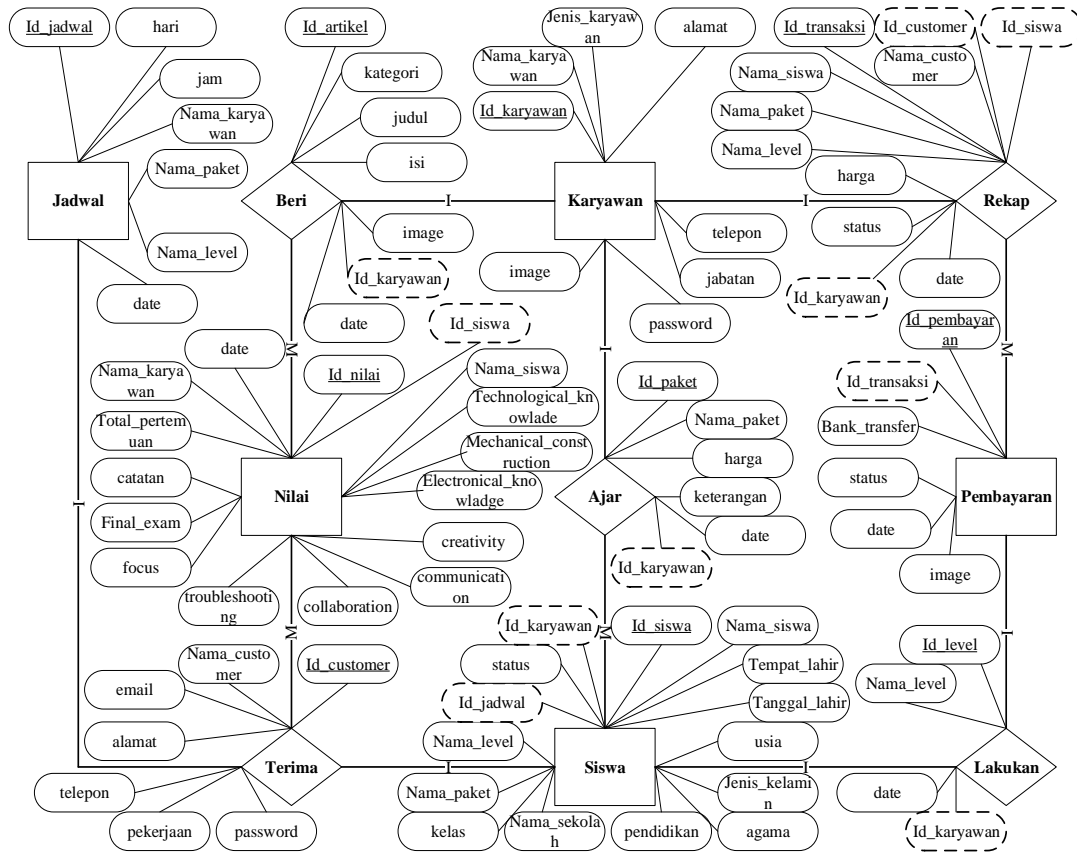 Id_jadwal
hari
jam
Nama_karya
wan
Nama_paket
Jadwal
Nama_level
date
Id_artikel
kategori
judul
isi
Beri
image
Id_karyawan
date
I
M
Jenis_karyaw
an
alamat
Nama_karya
wan
Id_karyawan
Karyawan
telepon
image
jabatan
password
I
I
Id_transaksi
Id_customer
Id_siswa
Nama_siswa
Nama_custo
mer
Nama_paket
Nama_level
harga
Rekap
status
Id_karyawan
date
M
date
Id_siswa
Nama_karya
wan
Id_nilai
Nama_siswa
Total_pertem
uan
Technological_kn
owlade
Mechanical_const
ruction
catatan
Nilai
Electronical_kno
wladge
Final_exam
creativity
focus
communicati
on
troubleshooti
ng
collaboration
I
M
Id_paket
Nama_paket
harga
Ajar
keterangan
date
Id_karyawan
M
Id_pembayar
an
Id_transaksi
Bank_transfer
status
Pembayaran
date
image
I
Nama_custo
mer
Id_customer
email
alamat
Terima
telepon
pekerjaan
password
I
Id_karyawan
Id_siswa
Nama_siswa
status
Tempat_lahir
Id_jadwal
Tanggal_lahir
Nama_level
usia
Siswa
Nama_paket
Jenis_kelami
n
kelas
Nama_sekola
h
pendidikan
agama
I
Id_level
Nama_level
Lakukan
date
Id_karyawan